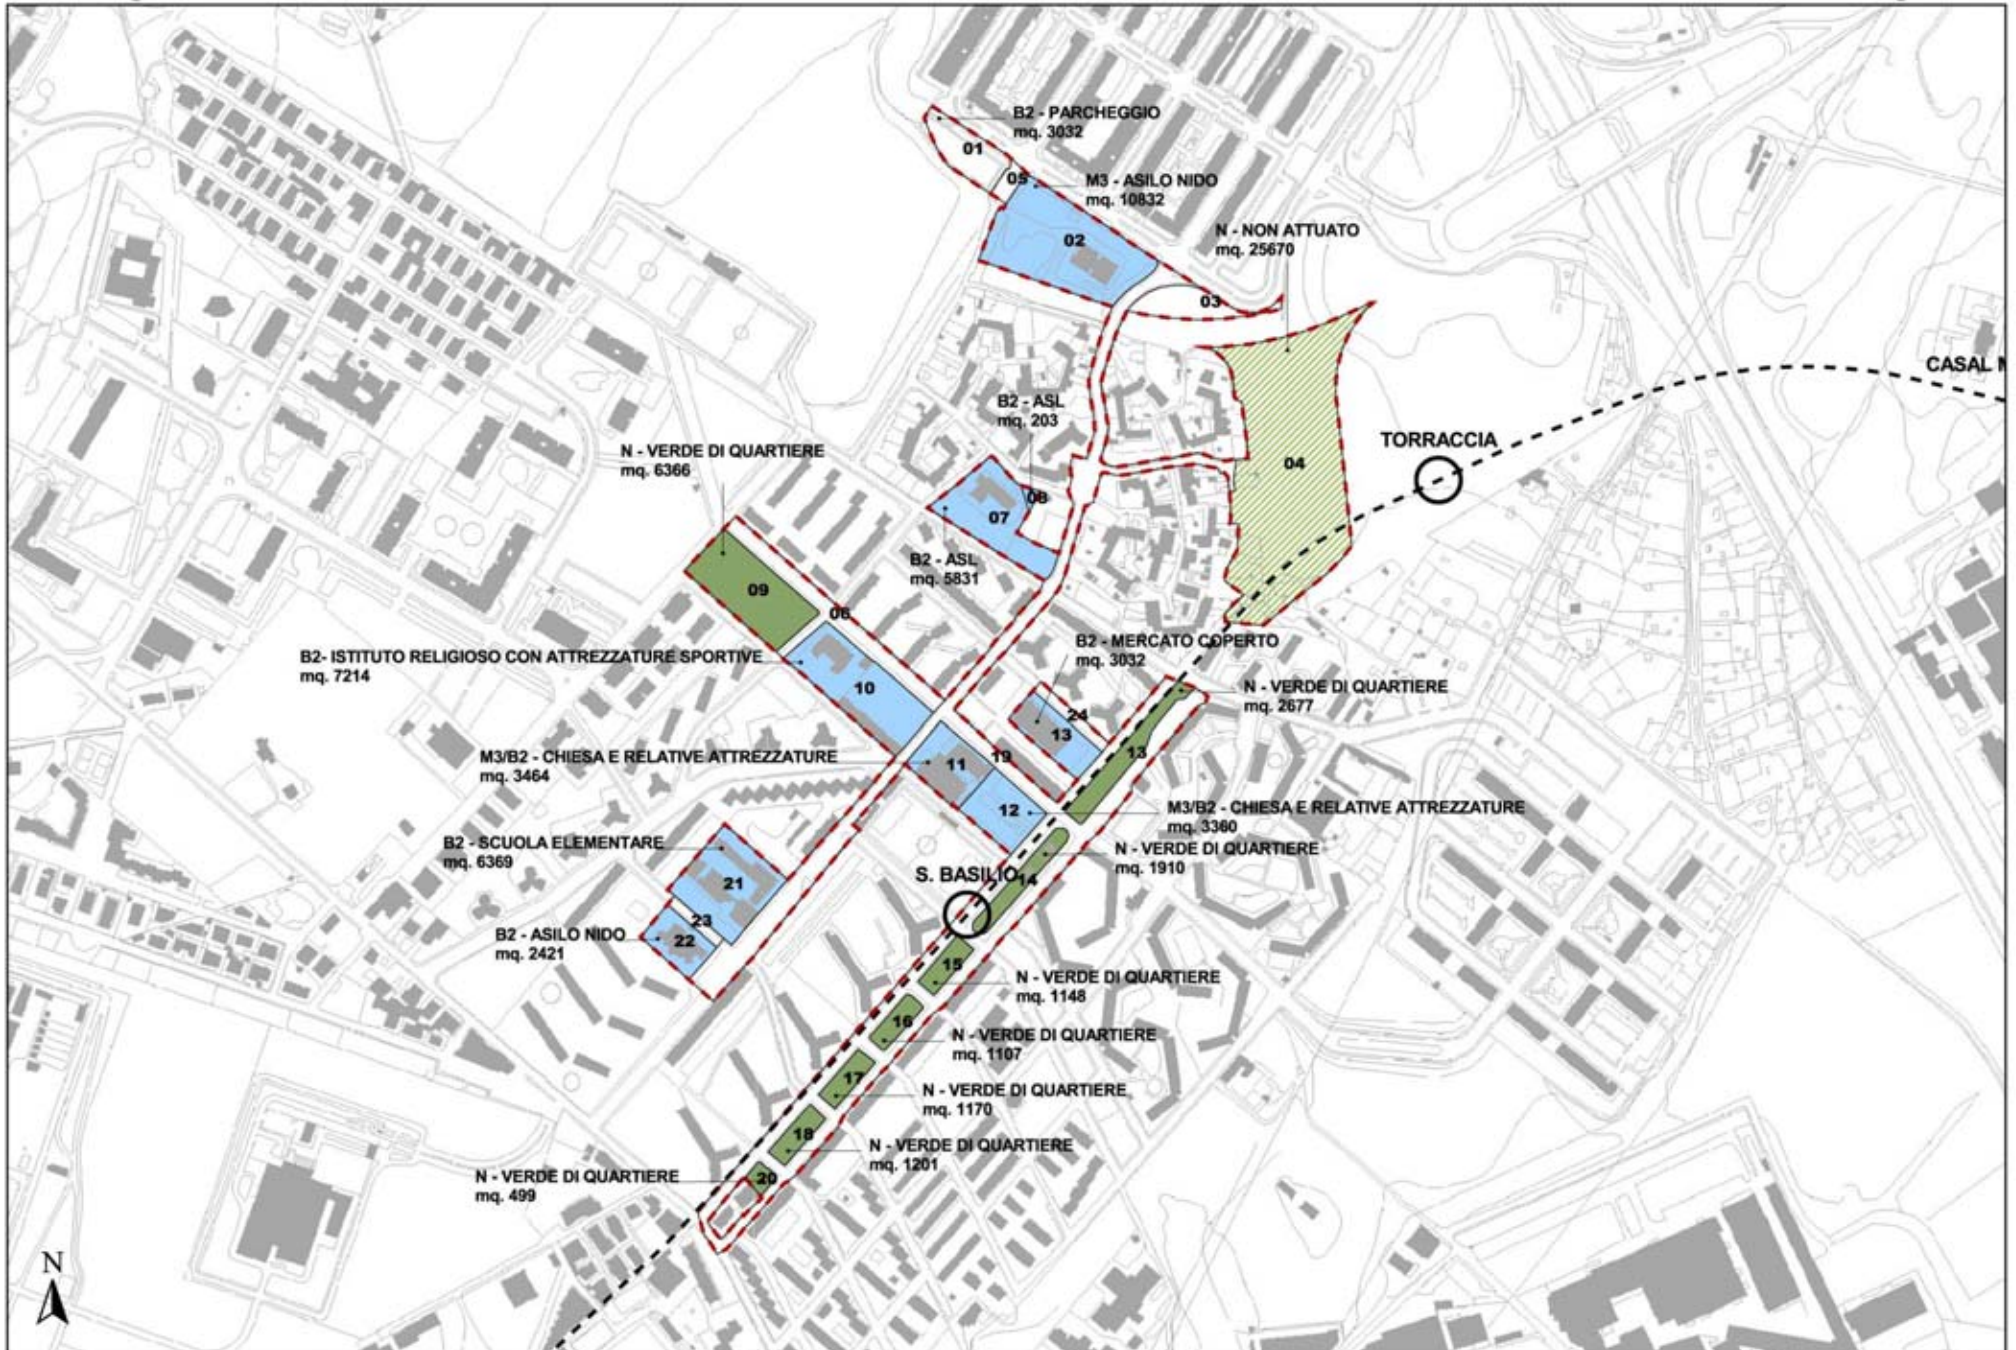 B2 - PARCHEGGIO
mq. 3032
01
05
M3 - ASILO NIDO
mq. 10832
02
N - NON ATTUATO
mq. 25670
03
CASAL
B2 - ASL
mq. 203
TORRACCIA
N - VERDE DI QUARTIERE
mq. 6366
04
08
07
B2 - ASL
mq. 5831
09
06
B2 - MERCATO COPERTO
mq. 3032
B2- ISTITUTO RELIGIOSO CON ATTREZZATURE SPORTIVE
mq. 7214
10
N - VERDE DI QUARTIERE
mq. 2677
24
13
13
M3/B2 - CHIESA E RELATIVE ATTREZZATURE
mq. 3464
19
11
12
M3/B2 - CHIESA E RELATIVE ATTREZZATURE
mq. 3360
B2 - SCUOLA ELEMENTARE
mq. 6369
N - VERDE DI QUARTIERE
mq. 1910
S. BASILIO
14
21
23
B2 - ASILO NIDO
mq. 2421
22
15
N - VERDE DI QUARTIERE
mq. 1148
16
N - VERDE DI QUARTIERE
mq. 1107
17
N - VERDE DI QUARTIERE
mq. 1170
18
N - VERDE DI QUARTIERE
mq. 1201
N - VERDE DI QUARTIERE
mq. 499
20
N